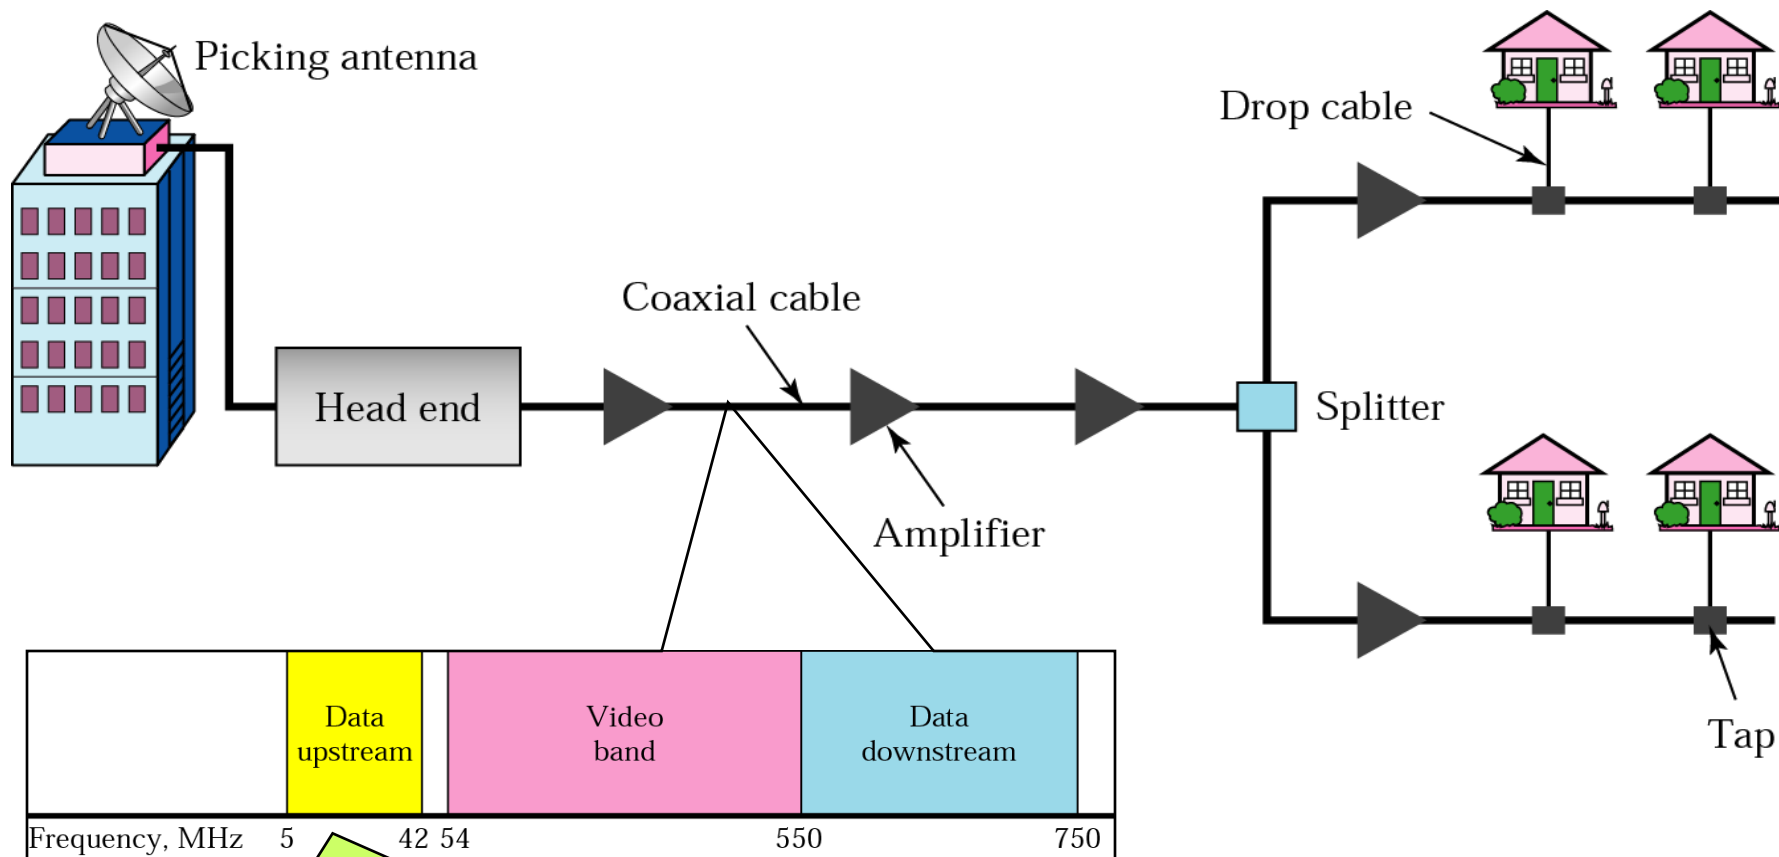 Picking antenna
Drop cable
Coaxial cable
Head end
Splitter
Amplifier
Tap
Data
upstream
Video
band
Data
downstream
Frequency, MHz 5 42 54 550 750